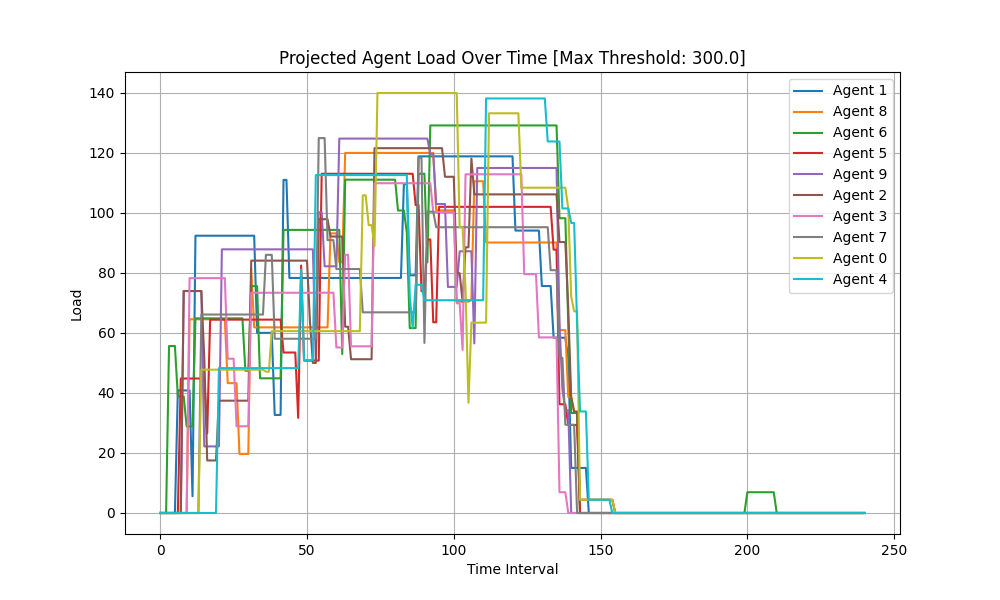 Projected Agent Load Over Time [Max Threshold: 300.0]
Load
140
120
100
80
60
40
20
0
0
50
100
150
200
250
Time Interval
Agent 1
Agent 8
Agent 6
Agent 5
Agent 9
Agent 2
Agent 3
Agent 7
Agent 0
Agent 4